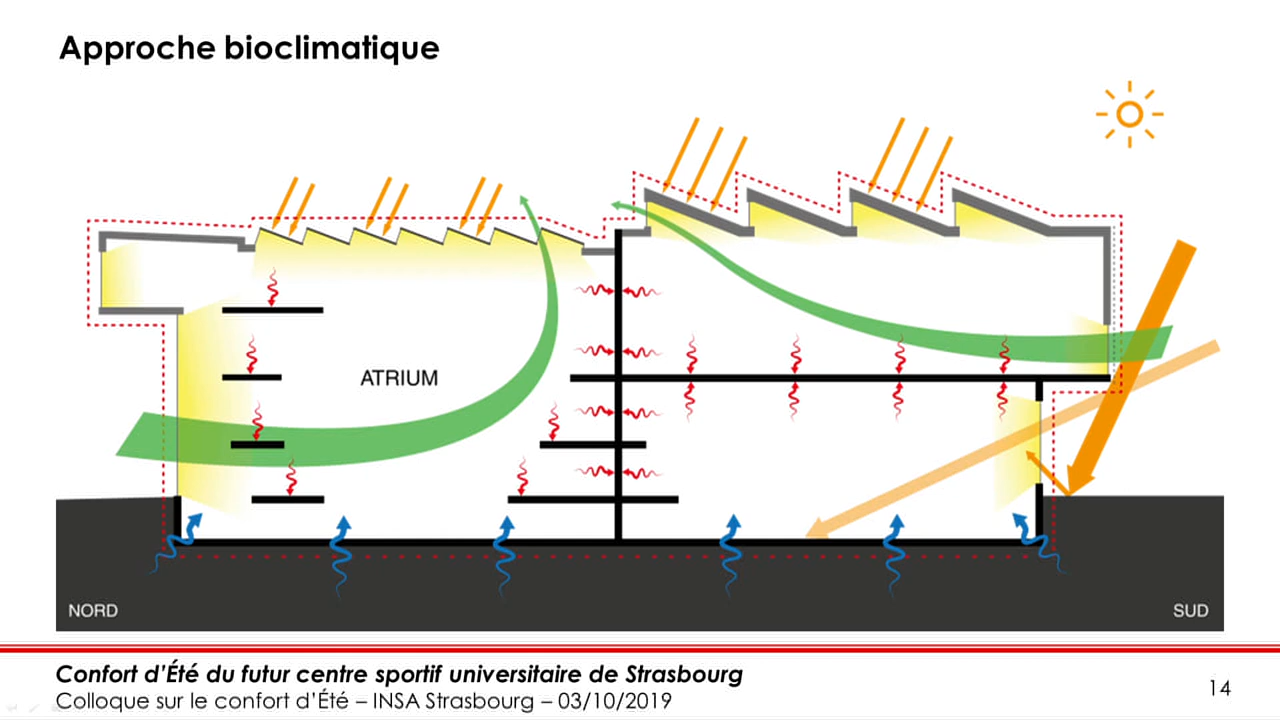 Approche bioclimatique
ATRIUM
NORD
SUD
Confort d’Été du futur centre sportif universitaire de Strasbourg
Colloque sur le confort d’Été – INSA Strasbourg – 03/10/2019
14